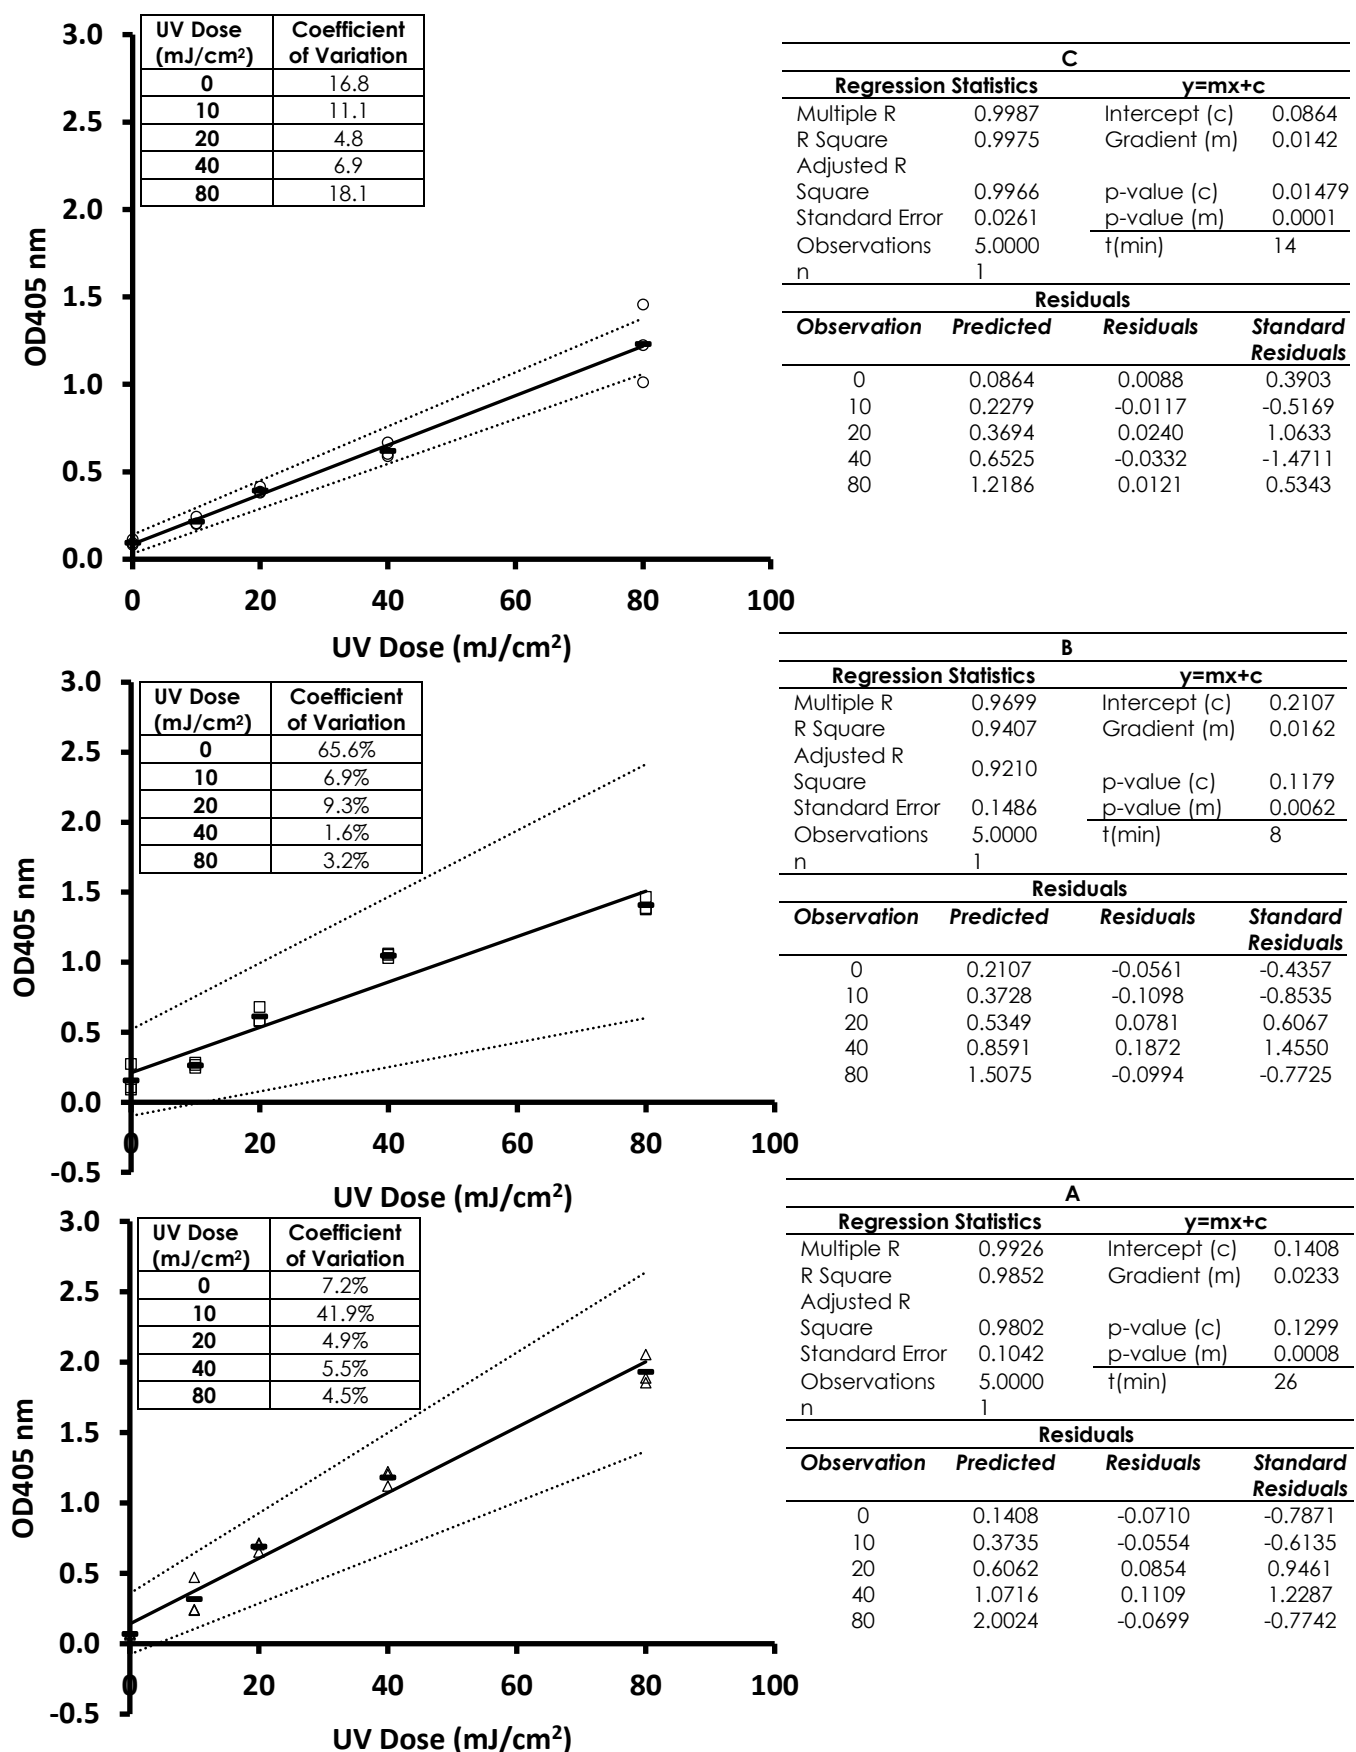 UV Dose (mJ/cm²) Coefficient of Variation
0 16.8
10 11.1
20 4.8
40 6.9
80 18.1
3.0
2.5
2.0
1.5
1.0
0.5
0.0
OD405 nm
0 20 40 60 80 100
UV Dose (mJ/cm²)
C
Regression Statistics y=mx+c
Multiple R 0.9987 Intercept (c) 0.0864
R Square 0.9975 Gradient (m) 0.0142
Adjusted R
Square 0.9966 p-value (c) 0.01479
Standard Error 0.0261 p-value (m) 0.0001
Observations 5.0000 t(min) 14
n 1
Residuals
Observation Predicted Residuals Standard
Residuals
0 0.0864 0.0088 0.3903
10 0.2279 -0.0117 -0.5169
20 0.3694 0.0240 1.0633
40 0.6525 -0.0332 -1.4711
80 1.2186 0.0121 0.5343
UV Dose (mJ/cm²) Coefficient of Variation
0 65.6%
10 6.9%
20 9.3%
40 1.6%
80 3.2%
3.0
2.5
2.0
1.5
1.0
0.5
0.0
-0.5
OD405 nm
0 20 40 60 80 100
UV Dose (mJ/cm²)
B
Regression Statistics y=mx+c
Multiple R 0.9699 Intercept (c) 0.2107
R Square 0.9407 Gradient (m) 0.0162
Adjusted R
Square 0.9210 p-value (c) 0.1179
Standard Error 0.1486 p-value (m) 0.0062
Observations 5.0000 t(min) 8
n 1
Residuals
Observation Predicted Residuals Standard
Residuals
0 0.2107 -0.0561 -0.4357
10 0.3728 -0.1098 -0.8535
20 0.5349 0.0781 0.6067
40 0.8591 0.1872 1.4550
80 1.5075 -0.0994 -0.7725
UV Dose (mJ/cm²) Coefficient of Variation
0 7.2%
10 41.9%
20 4.9%
40 5.5%
80 4.5%
3.0
2.5
2.0
1.5
1.0
0.5
0.0
-0.5
OD405 nm
0 20 40 60 80 100
UV Dose (mJ/cm²)
A
Regression Statistics y=mx+c
Multiple R 0.9926 Intercept (c) 0.1408
R Square 0.9852 Gradient (m) 0.0233
Adjusted R
Square 0.9802 p-value (c) 0.1299
Standard Error 0.1042 p-value (m) 0.0008
Observations 5.0000 t(min) 26
n 1
Residuals
Observation Predicted Residuals Standard
Residuals
0 0.1408 -0.0710 -0.7871
10 0.3735 -0.0554 -0.6135
20 0.6062 0.0854 0.9461
40 1.0716 0.1109 1.2287
80 2.0024 -0.0699 -0.7742